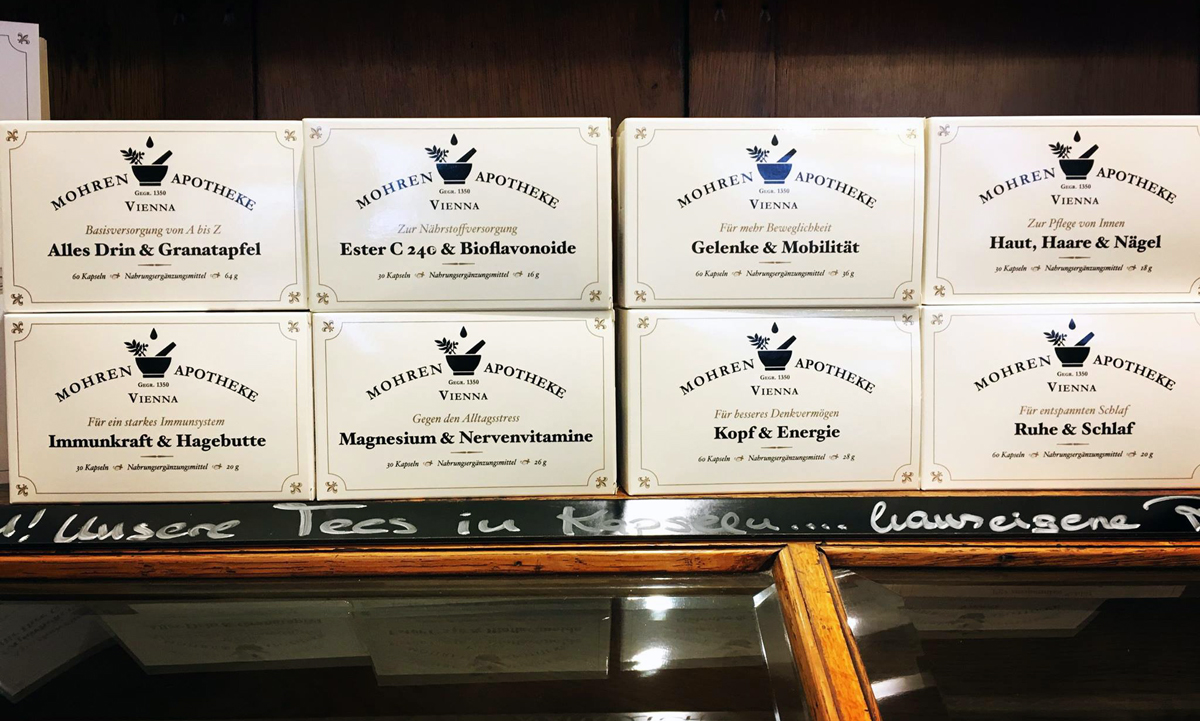 MOHREN APOTHEKE
GEGR. 1350
VIENNA
Basisversorgung von A bis Z
Alles Drin & Granatapfel
60 Kapseln Nahrungsergänzungsmittel 64 g
MOHREN APOTHEKE
GEGR. 1350
VIENNA
Zur Nährstoffversorgung
Ester C 240 & Bioflavonoide
30 Kapseln Nahrungsergänzungsmittel 16 g
MOHREN APOTHEKE
GEGR. 1350
VIENNA
Für mehr Beweglichkeit
Gelenke & Mobilität
60 Kapseln Nahrungsergänzungsmittel 36 g
MOHREN APOTHEKE
GEGR. 1350
VIENNA
Zur Pflege von Innen
Haut, Haare & Nägel
30 Kapseln Nahrungsergänzungsmittel 18 g
MOHREN APOTHEKE
GEGR. 1350
VIENNA
Für ein starkes Immunsystem
Immunkraft & Hagebutte
30 Kapseln Nahrungsergänzungsmittel 20 g
MOHREN APOTHEKE
GEGR. 1350
VIENNA
Gegen den Alltagsstress
Magnesium & Nervenvitamine
30 Kapseln Nahrungsergänzungsmittel 26 g
MOHREN APOTHEKE
GEGR. 1350
VIENNA
Für besseres Denkvermögen
Kopf & Energie
60 Kapseln Nahrungsergänzungsmittel 28 g
MOHREN APOTHEKE
GEGR. 1350
VIENNA
Für entspannten Schlaf
Ruhe & Schlaf
60 Kapseln Nahrungsergänzungsmittel 20 g
! Unsere Tees in Kapseln.... hauseigene